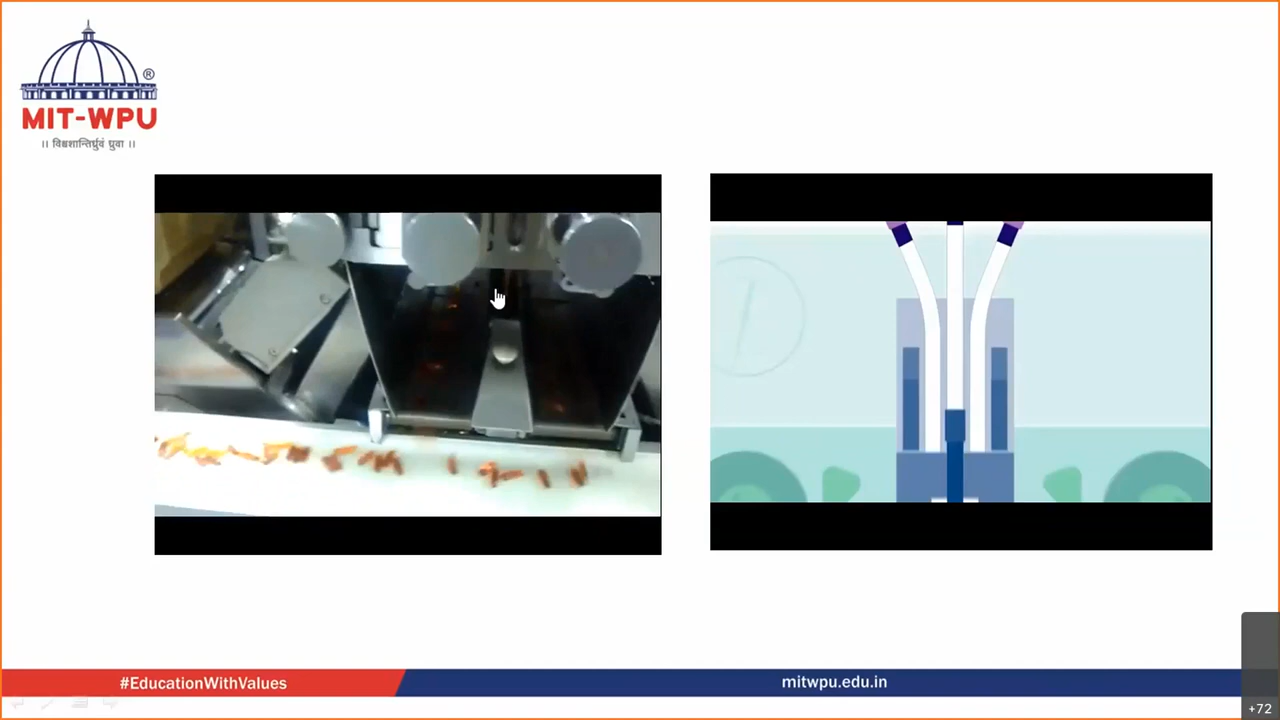 ®
MIT-WPU
।। विश्वशान्तिर्ध्रुवं ध्रुवा ।।
#EducationWithValues
mitwpu.edu.in
+72